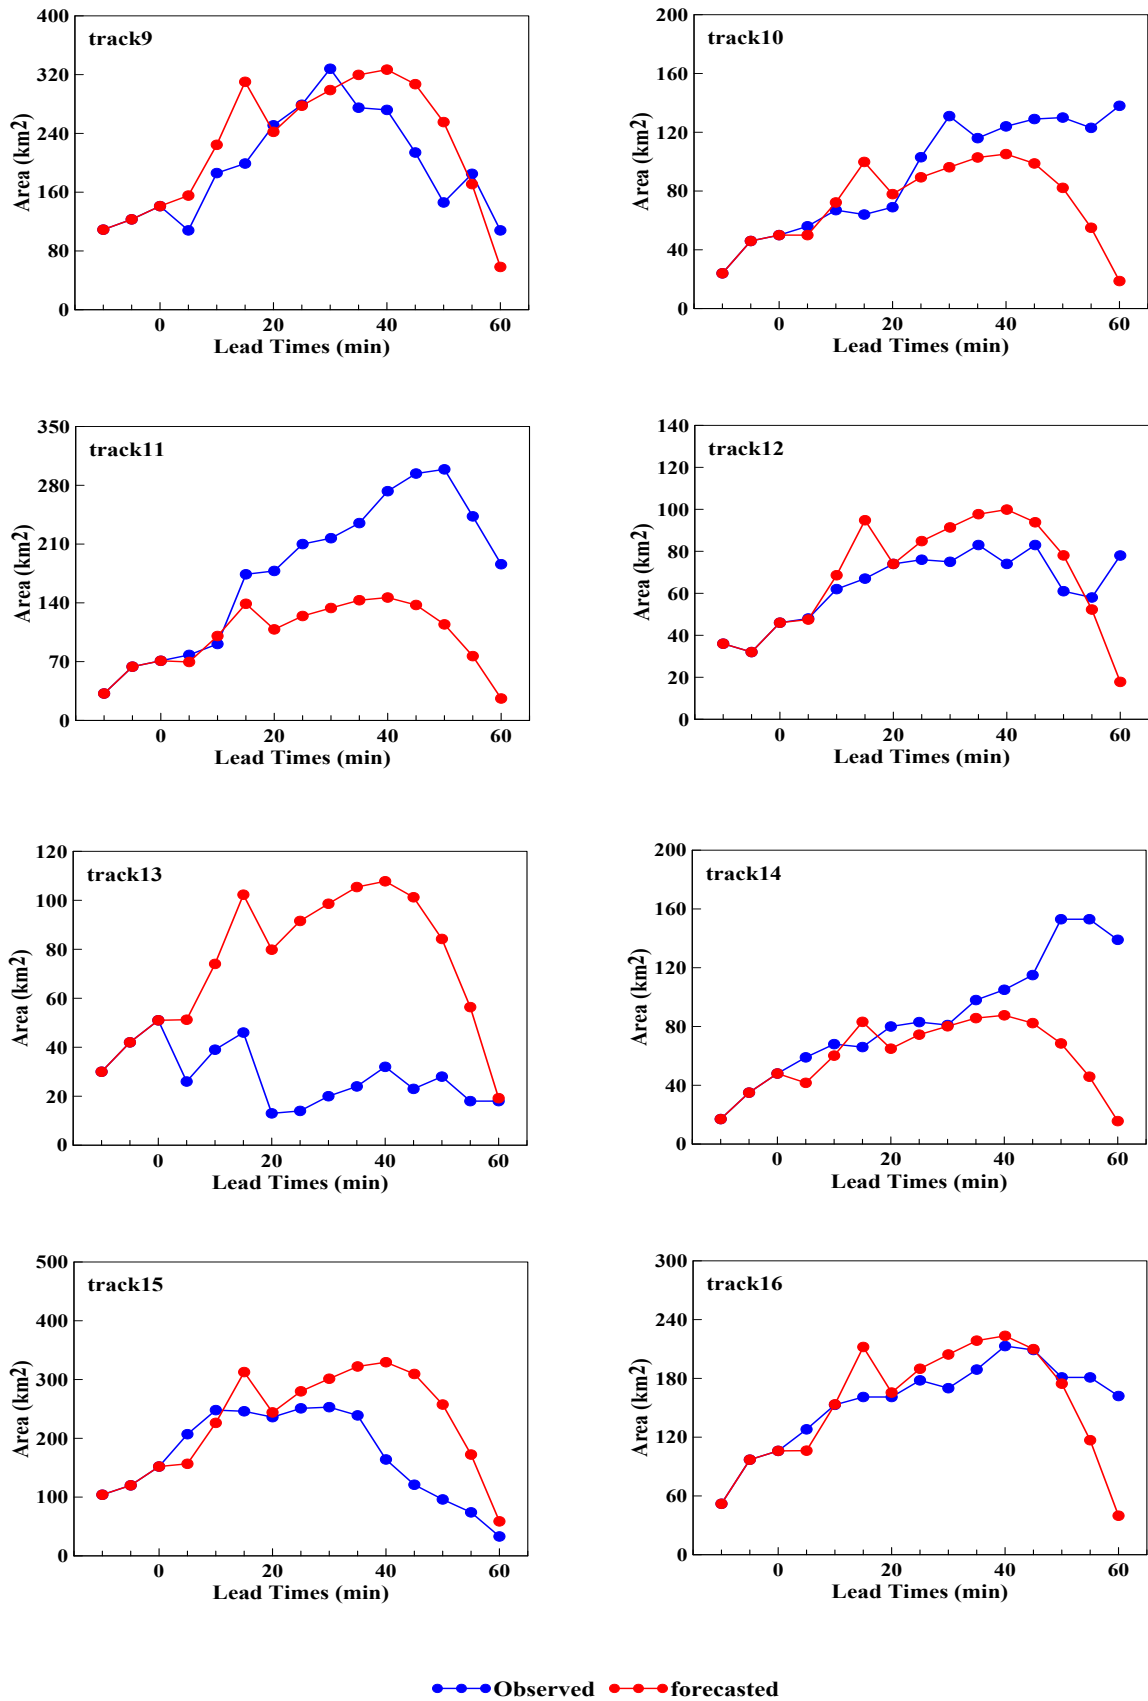 track9
Area (km2)
400
320
240
160
80
0
0 20 40 60
Lead Times (min)
track10
Area (km2)
200
160
120
80
40
0
0 20 40 60
Lead Times (min)
track11
Area (km2)
350
280
210
140
70
0
0 20 40 60
Lead Times (min)
track12
Area (km2)
140
120
100
80
60
40
20
0
0 20 40 60
Lead Times (min)
track13
Area (km2)
120
100
80
60
40
20
0
0 20 40 60
Lead Times (min)
track14
Area (km2)
200
160
120
80
40
0
0 20 40 60
Lead Times (min)
track15
Area (km2)
500
400
300
200
100
0
0 20 40 60
Lead Times (min)
track16
Area (km2)
300
240
180
120
60
0
0 20 40 60
Lead Times (min)
Observed forecasted